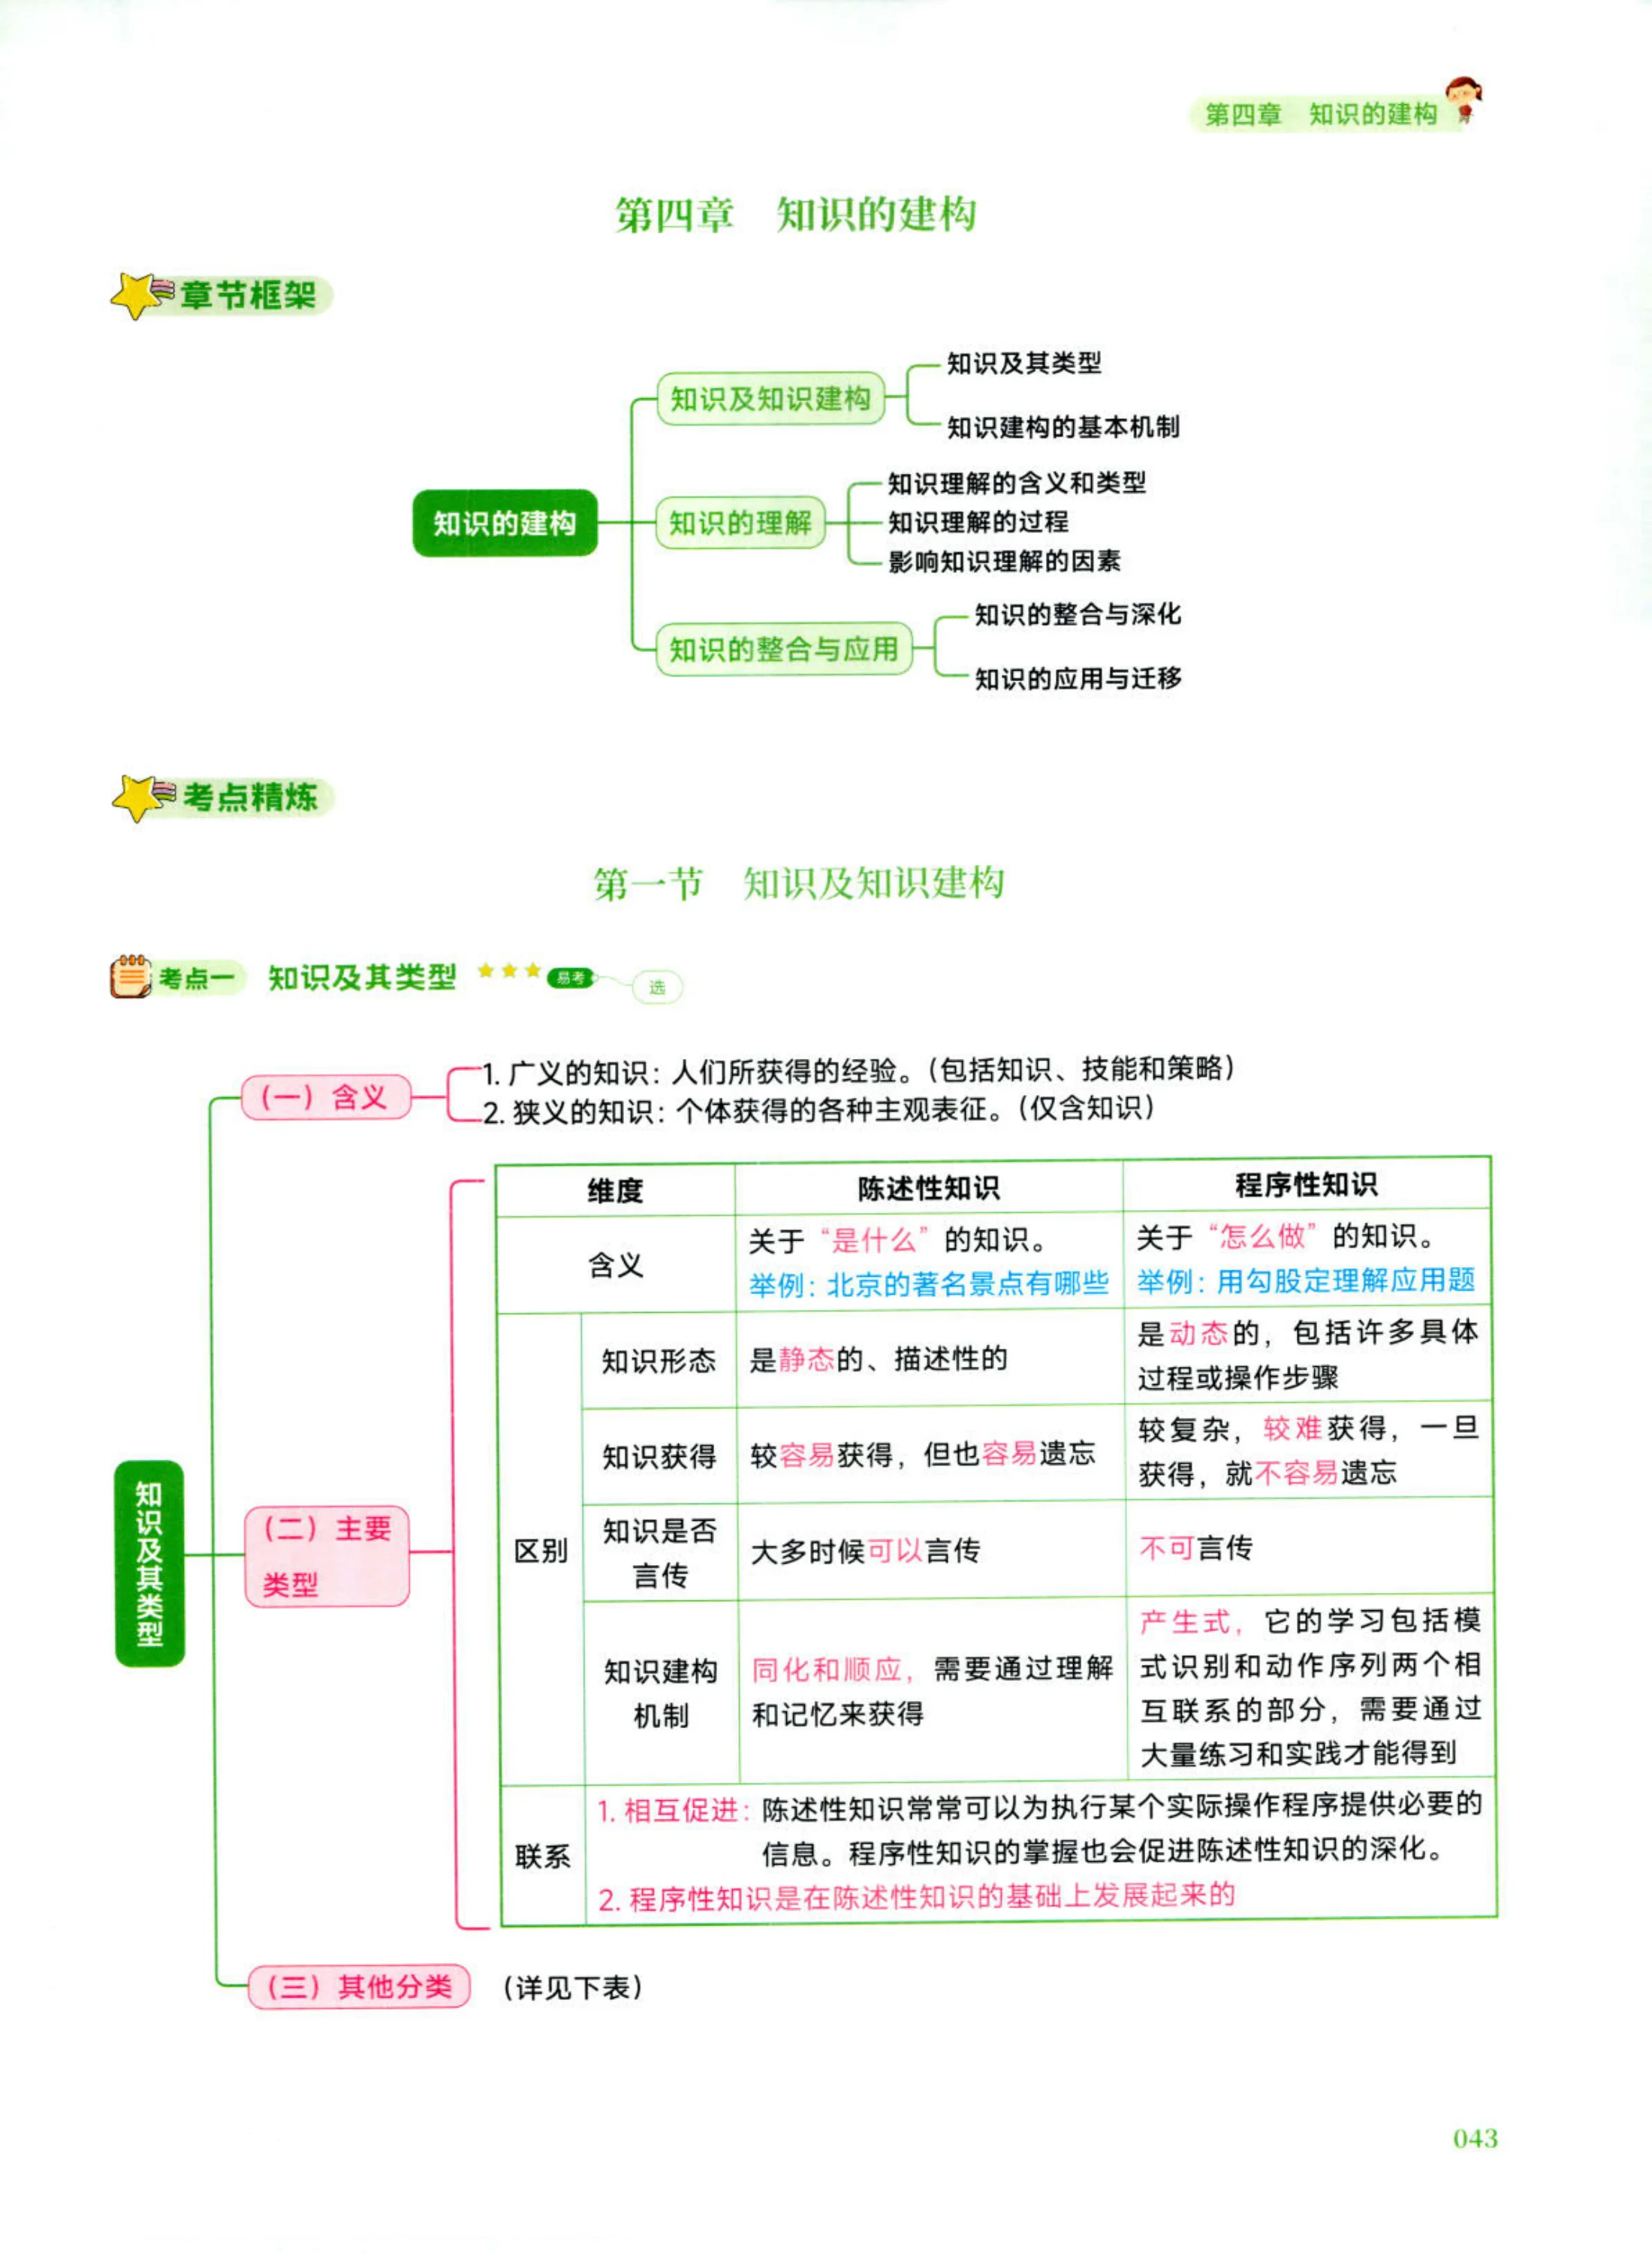 第四章 知识的建构
第四章 知识的建构
章节框架
知识的建构
知识及知识建构
知识及其类型
知识建构的基本机制
知识的理解
知识理解的含义和类型
知识理解的过程
影响知识理解的因素
知识的整合与应用
知识的整合与深化
知识的应用与迁移
考点精炼
第一节 知识及知识建构
考点一 知识及其类型 易考 选
知识及其类型
(一) 含义
1. 广义的知识：人们所获得的经验。（包括知识、技能和策略）
2. 狭义的知识：个体获得的各种主观表征。（仅含知识）
(二) 主要
类型
维度 陈述性知识 程序性知识
含义
关于“是什么”的知识。
举例：北京的著名景点有哪些
关于“怎么做”的知识。
举例：用勾股定理解应用题
区别
知识形态
是静态的、描述性的
是动态的，包括许多具体
过程或操作步骤
知识获得
较容易获得，但也容易遗忘
较复杂，较难获得，一旦
获得，就不容易遗忘
知识是否
言传
大多时候可以言传
不可言传
知识建构
机制
同化和顺应，需要通过理解
和记忆来获得
产生式，它的学习包括模
式识别和动作序列两个相
互联系的部分，需要通过
大量练习和实践才能得到
联系
1. 相互促进：陈述性知识常常可以为执行某个实际操作程序提供必要的
信息。程序性知识的掌握也会促进陈述性知识的深化。
2. 程序性知识是在陈述性知识的基础上发展起来的
(三) 其他分类 （详见下表）
043